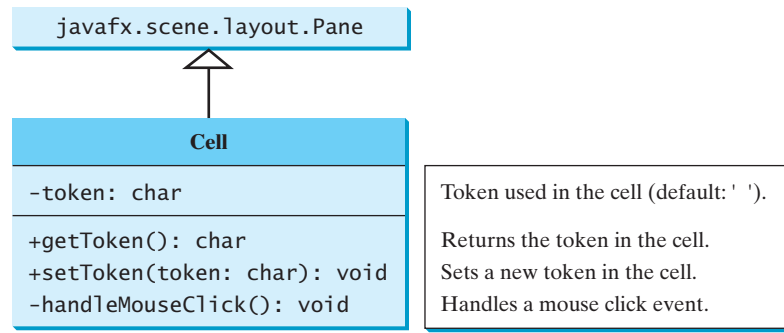 javafx.scene.layout.Pane
Cell
-token: char
Token used in the cell (default: ' ').
+getToken(): char
Returns the token in the cell.
+setToken(token: char): void
Sets a new token in the cell.
-handleMouseClick(): void
Handles a mouse click event.